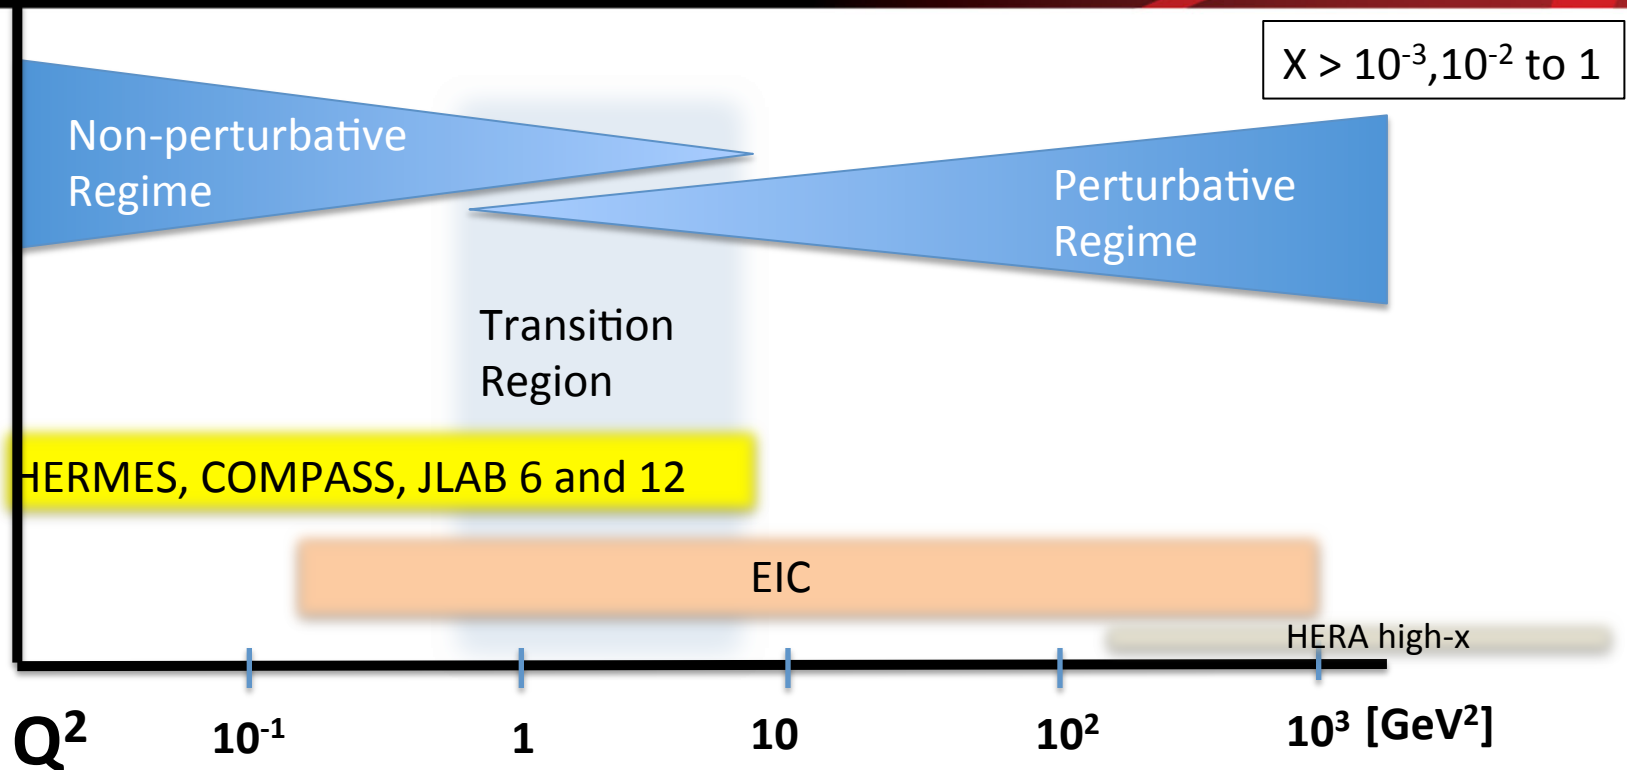 X > 10⁻³,10⁻² to 1
Non-perturbative
Regime
Perturbative
Regime
Transition
Region
HERMES, COMPASS, JLAB 6 and 12
EIC
HERA high-x
Q² 10⁻¹ 1 10 10² 10³ [GeV²]